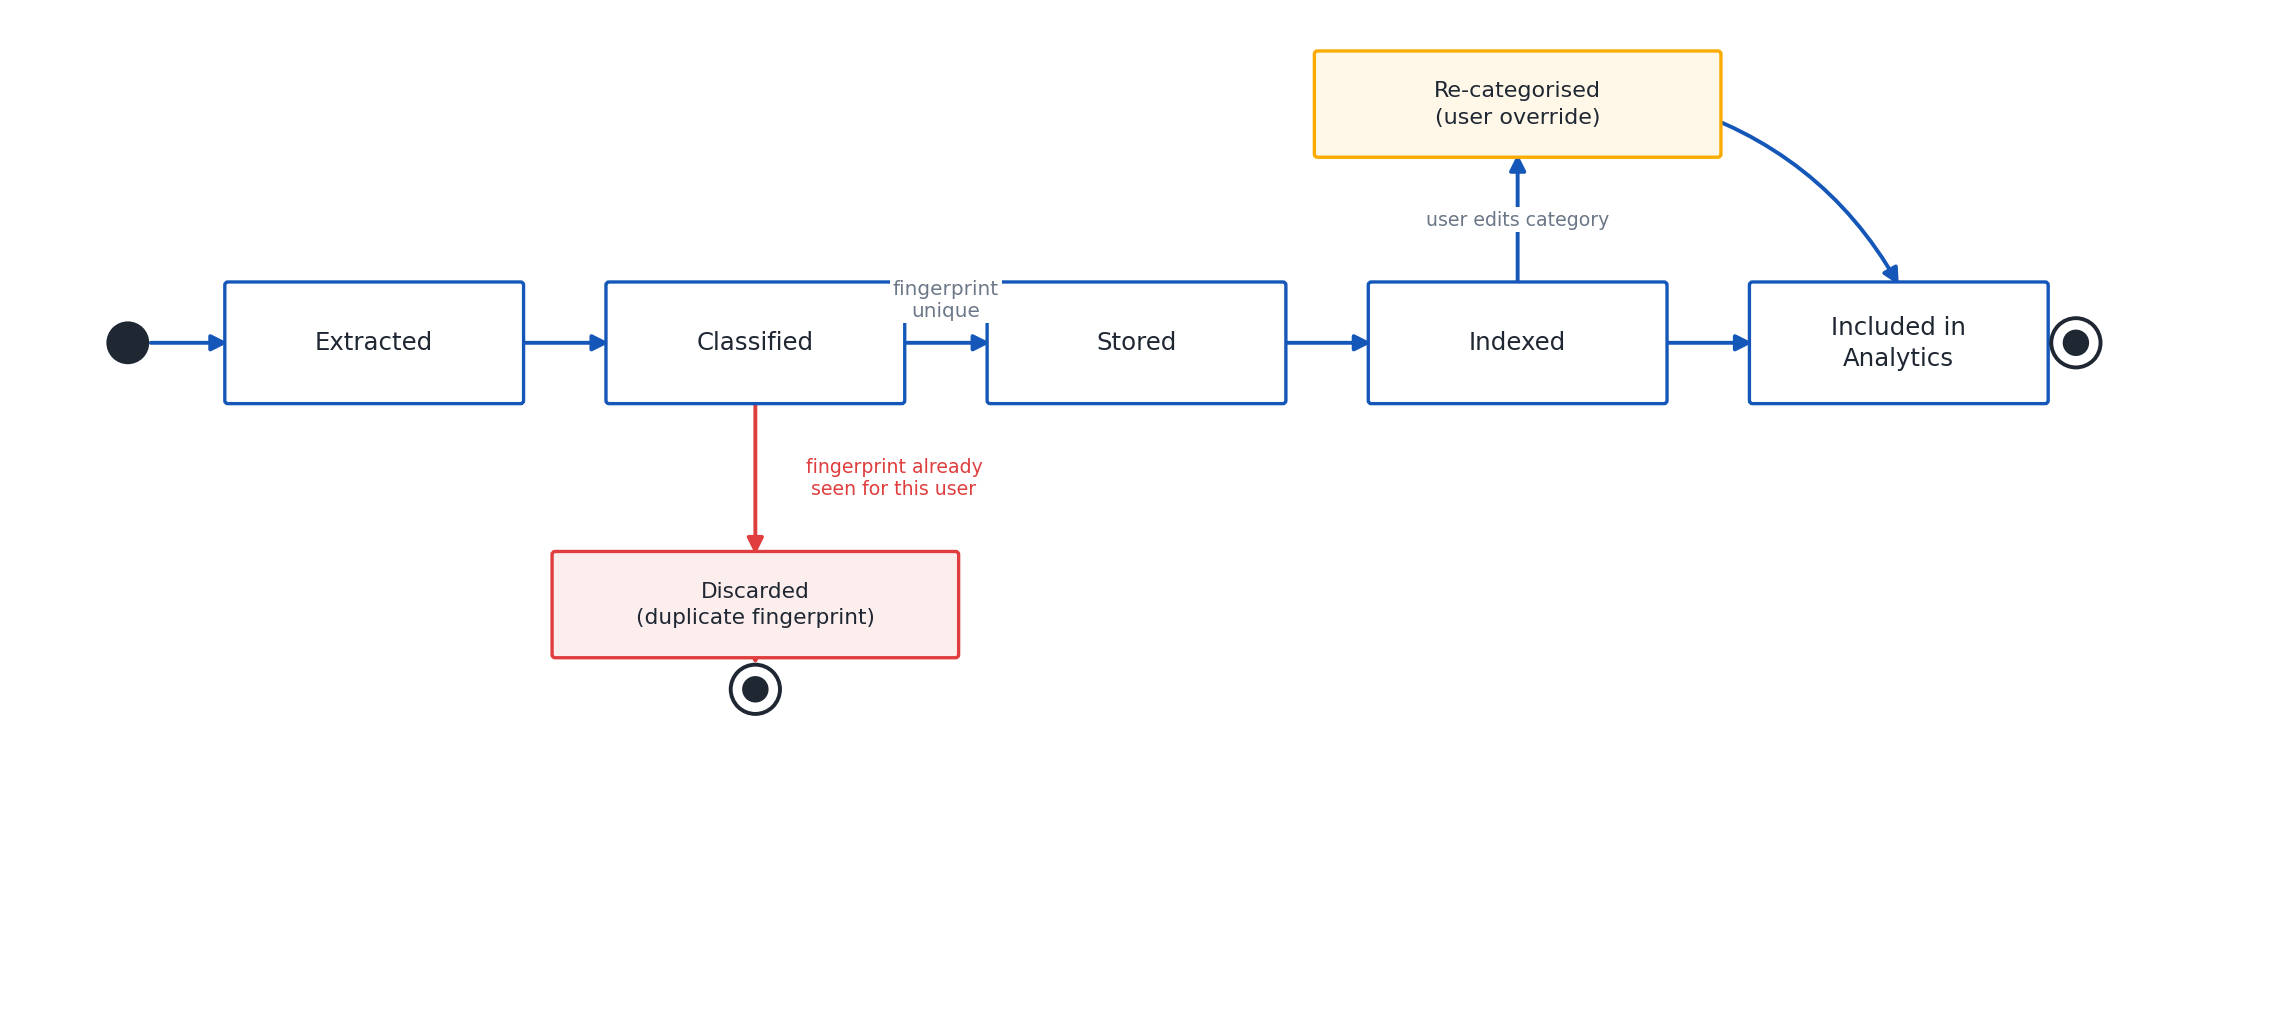 Re-categorised
(user override)
user edits category
Extracted
Classified
fingerprint
unique
Stored
Indexed
Included in
Analytics
fingerprint already
seen for this user
Discarded
(duplicate fingerprint)